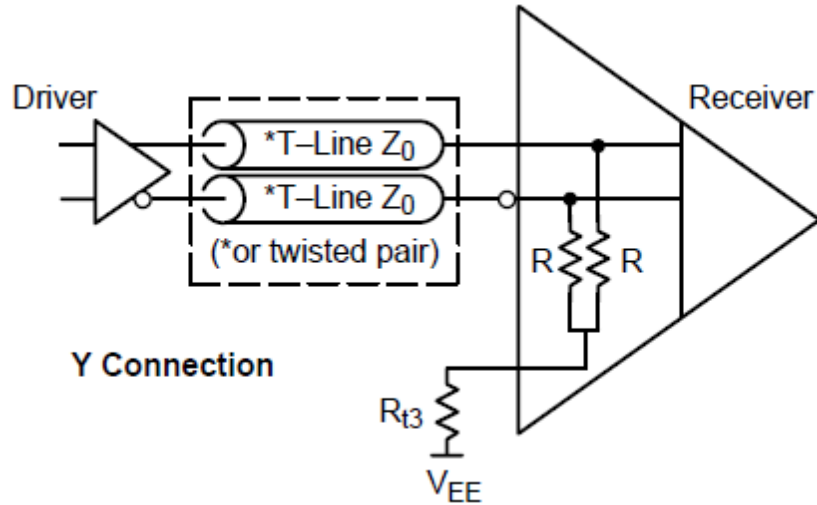 Driver
Receiver
*T–Line Z0
*T–Line Z0
(*or twisted pair)
R
R
Y Connection
Rt3
VEE